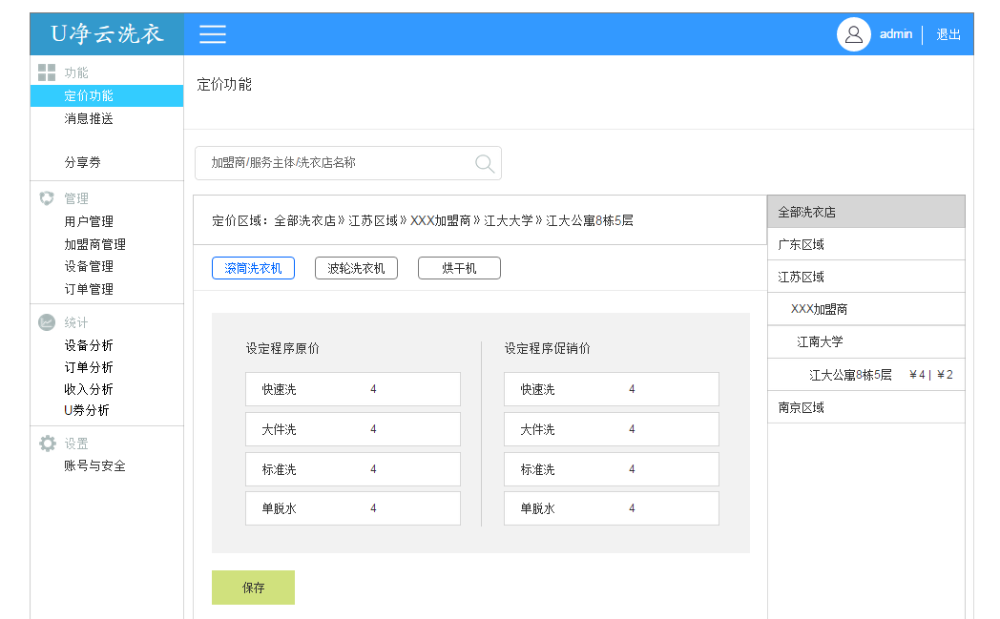 U净云洗衣
admin 退出
功能
定价功能
消息推送
分享券
管理
用户管理
加盟商管理
设备管理
订单管理
统计
设备分析
订单分析
收入分析
U券分析
设置
账号与安全
定价功能
加盟商/服务主体/洗衣店名称
定价区域：全部洗衣店》江苏区域》XXX加盟商》江大大学》江大公寓8栋5层
滚筒洗衣机 波轮洗衣机 烘干机
设定程序原价
快速洗 4
大件洗 4
标准洗 4
单脱水 4
设定程序促销价
快速洗 4
大件洗 4
标准洗 4
单脱水 4
保存
全部洗衣店
广东区域
江苏区域
XXX加盟商
江南大学
江大公寓8栋5层 ￥4 | ￥2
南京区域